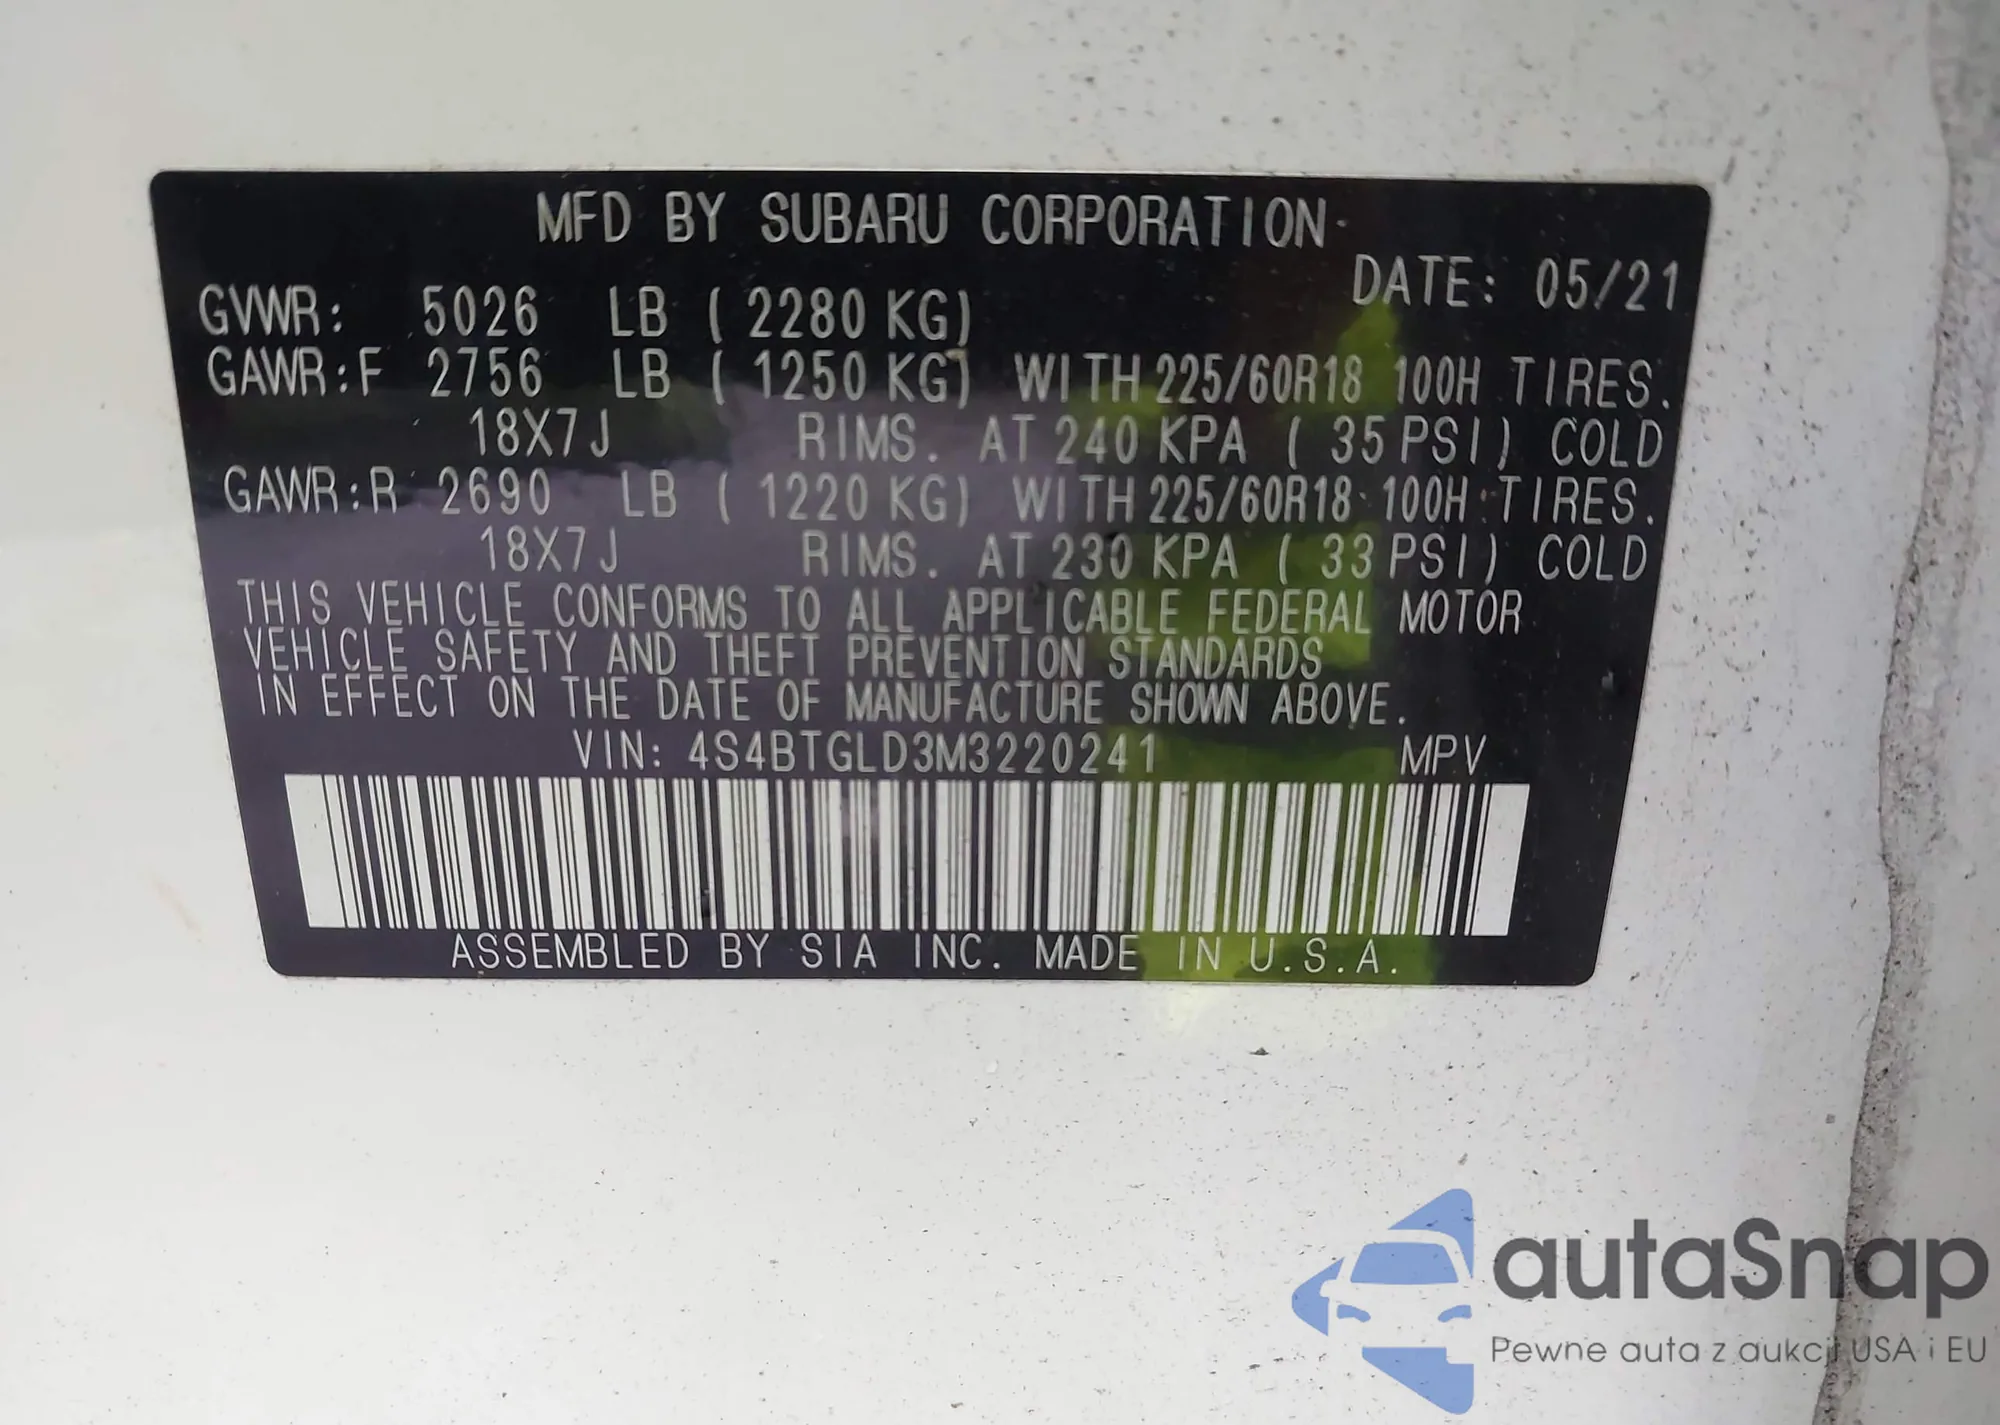 MFD BY SUBARU CORPORATION
DATE: 05/21
GVWR: 5026 LB ( 2280 KG)
GAWR:F 2756 LB ( 1250 KG) WITH 225/60R18 100H TIRES.
18X7J RIMS. AT 240 KPA ( 35 PSI) COLD
GAWR:R 2690 LB ( 1220 KG) WITH 225/60R18 100H TIRES.
18X7J RIMS. AT 230 KPA ( 33 PSI) COLD
THIS VEHICLE CONFORMS TO ALL APPLICABLE FEDERAL MOTOR
VEHICLE SAFETY AND THEFT PREVENTION STANDARDS
IN EFFECT ON THE DATE OF MANUFACTURE SHOWN ABOVE.
VIN: 4S4BTGLD3M3220241 MPV
ASSEMBLED BY SIA INC. MADE IN U.S.A.
autaSnap
Pewne auta z aukcji USA i EU